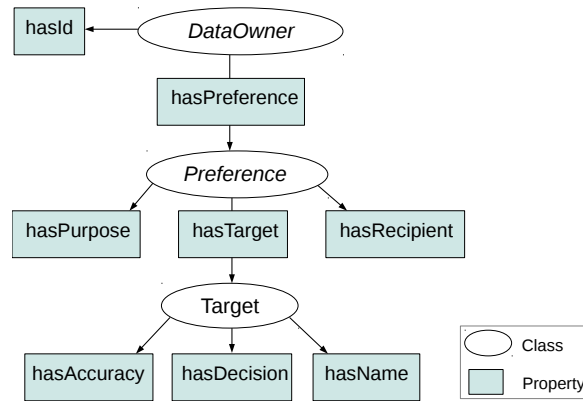 hasId
DataOwner
hasPreference
Preference
hasPurpose
hasTarget
hasRecipient
Target
hasAccuracy
hasDecision
hasName
Class
Property